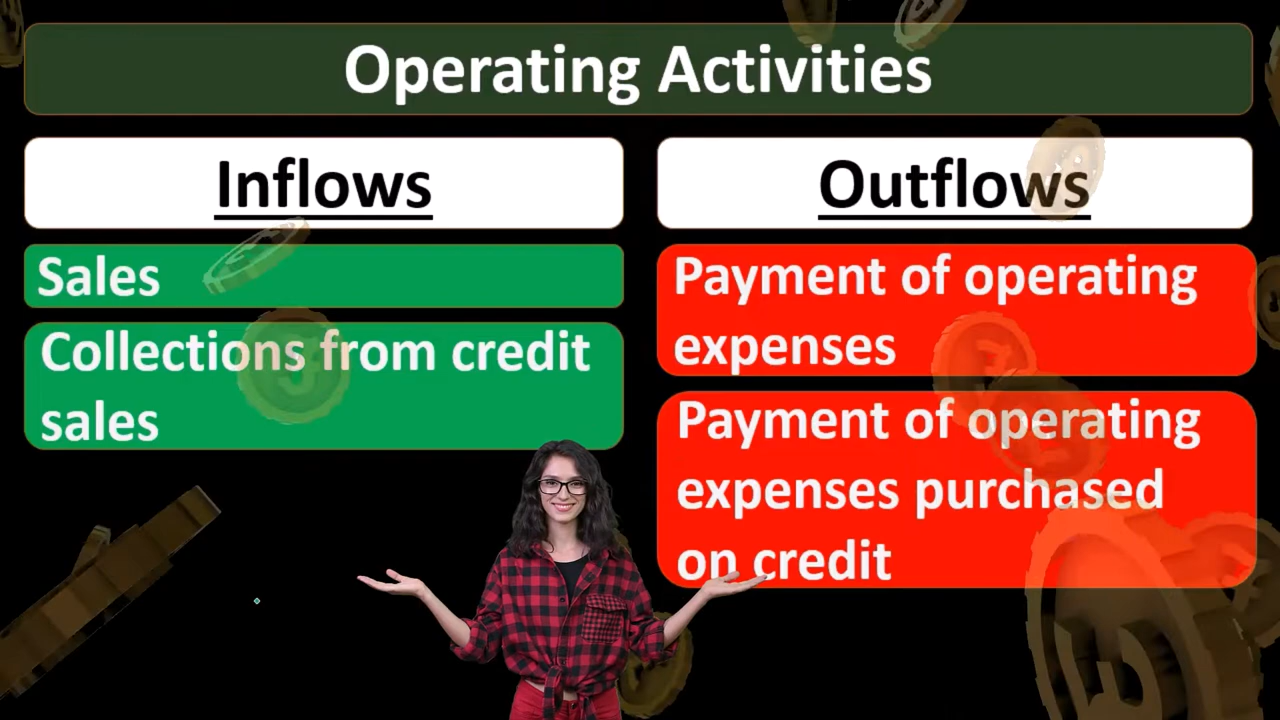 Operating Activities
Inflows
Outflows
Sales
Collections from credit
sales
Payment of operating
expenses
Payment of operating
expenses purchased
on credit